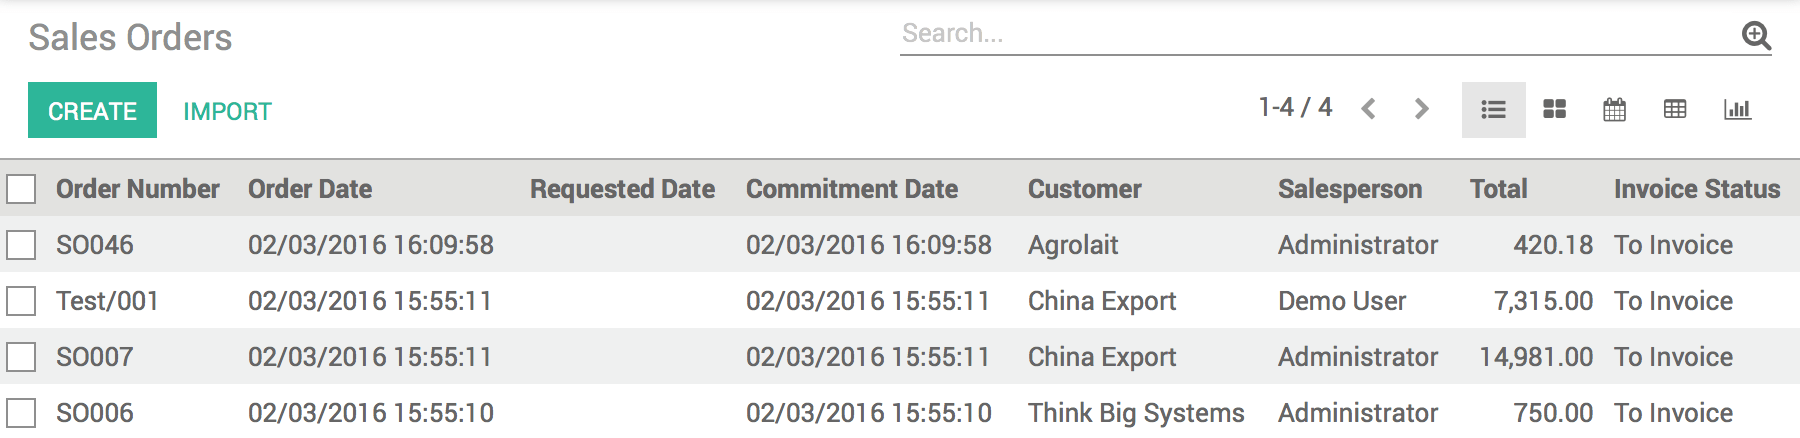 Sales Orders
Search...
CREATE IMPORT
1-4 / 4
Order Number Order Date Requested Date Commitment Date Customer Salesperson Total Invoice Status
SO046 02/03/2016 16:09:58 02/03/2016 16:09:58 Agrolait Administrator 420.18 To Invoice
Test/001 02/03/2016 15:55:11 02/03/2016 15:55:11 China Export Demo User 7,315.00 To Invoice
SO007 02/03/2016 15:55:11 02/03/2016 15:55:11 China Export Administrator 14,981.00 To Invoice
SO006 02/03/2016 15:55:10 02/03/2016 15:55:10 Think Big Systems Administrator 750.00 To Invoice